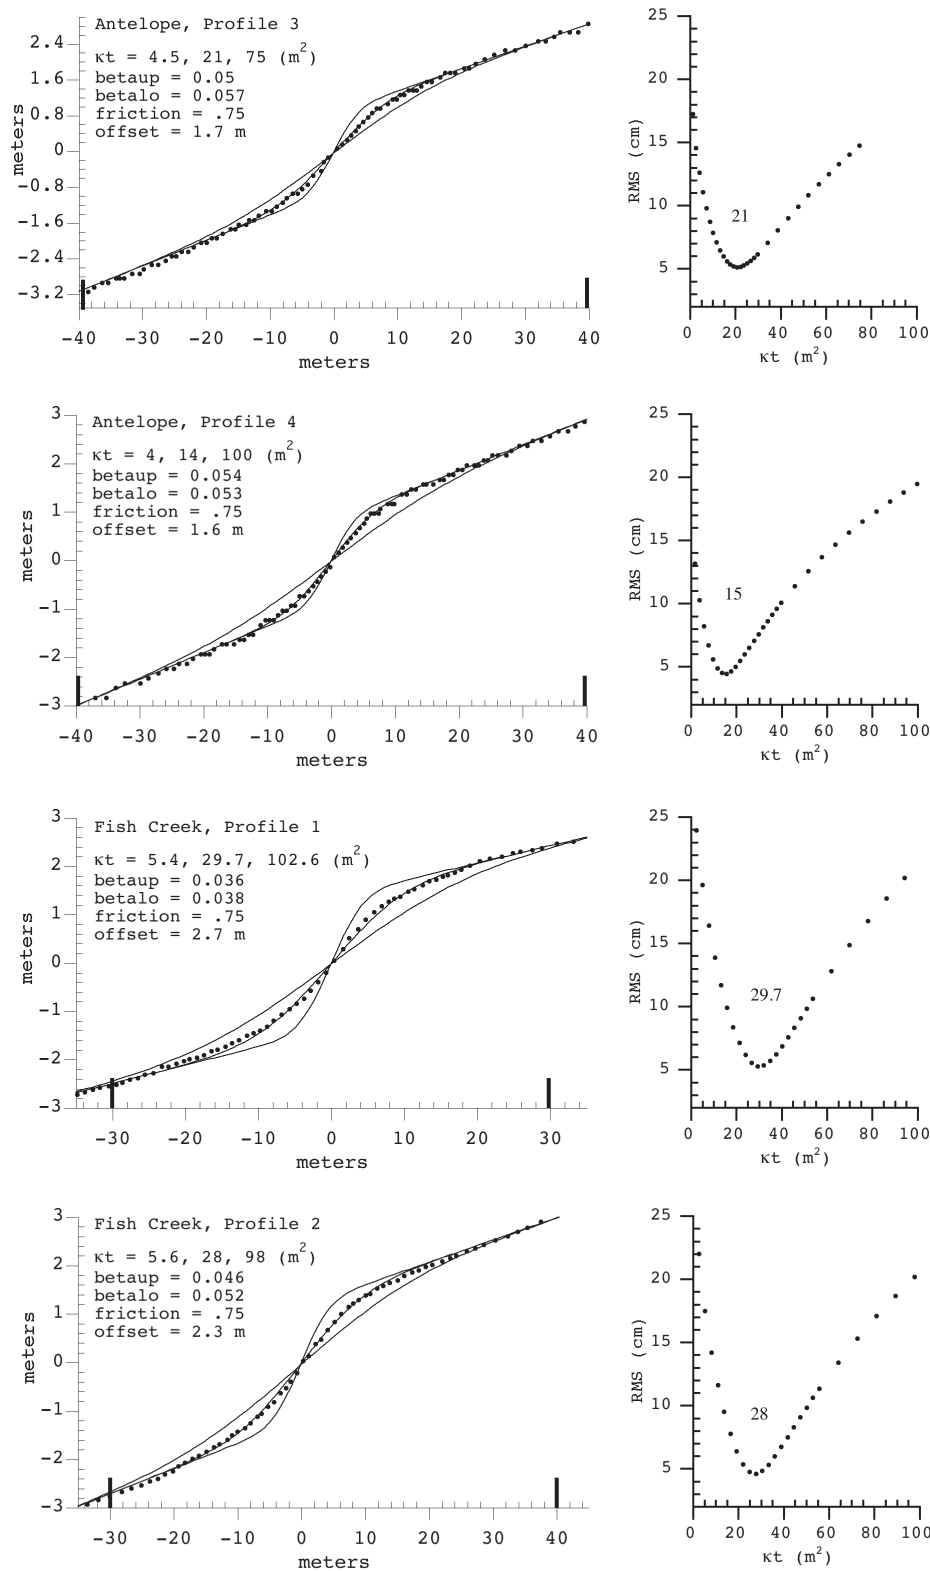 Antelope, Profile 3
κt = 4.5, 21, 75 (m²)
betaup = 0.05
betalo = 0.057
friction = .75
offset = 1.7 m
meters
2.4
1.6
0.8
0
-0.8
-1.6
-2.4
-3.2
-40 -30 -20 -10 0 10 20 30 40
meters
RMS (cm)
25
20
15
10
5
21
0 20 40 60 80 100
κt (m²)
Antelope, Profile 4
κt = 4, 14, 100 (m²)
betaup = 0.054
betalo = 0.053
friction = .75
offset = 1.6 m
meters
3
2
1
0
-1
-2
-3
-40 -30 -20 -10 0 10 20 30 40
meters
RMS (cm)
25
20
15
10
5
15
0 20 40 60 80 100
κt (m²)
Fish Creek, Profile 1
κt = 5.4, 29.7, 102.6 (m²)
betaup = 0.036
betalo = 0.038
friction = .75
offset = 2.7 m
meters
3
2
1
0
-1
-2
-3
-30 -20 -10 0 10 20 30
meters
RMS (cm)
25
20
15
10
5
29.7
0 20 40 60 80 100
κt (m²)
Fish Creek, Profile 2
κt = 5.6, 28, 98 (m²)
betaup = 0.046
betalo = 0.052
friction = .75
offset = 2.3 m
meters
3
2
1
0
-1
-2
-3
-30 -20 -10 0 10 20 30 40
meters
RMS (cm)
25
20
15
10
5
28
0 20 40 60 80 100
κt (m²)